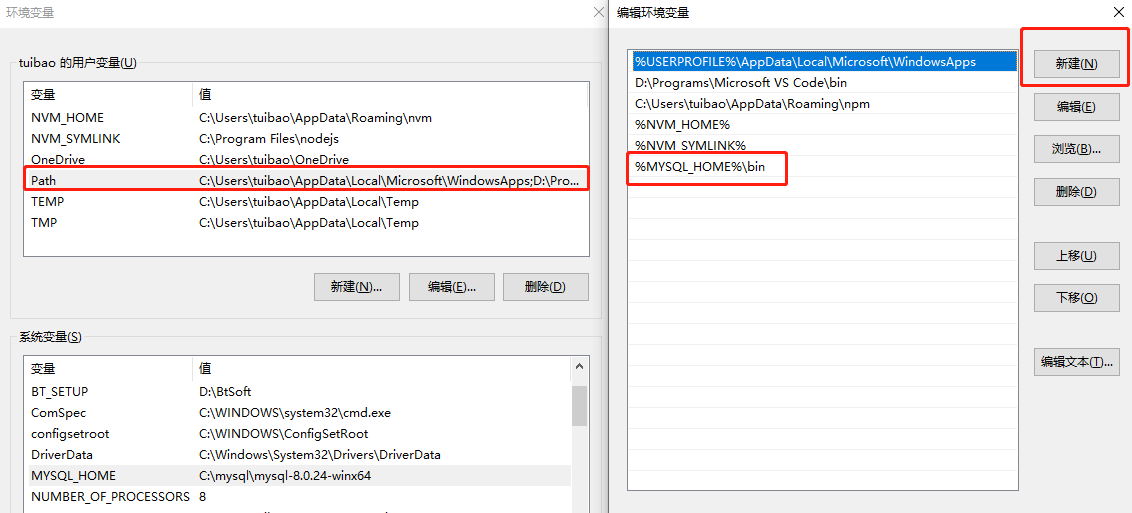 环境变量
tuibao 的用户变量(U)
变量 值
NVM_HOME C:\Users\tuibao\AppData\Roaming\nvm
NVM_SYMLINK C:\Program Files\nodejs
OneDrive C:\Users\tuibao\OneDrive
Path C:\Users\tuibao\AppData\Local\Microsoft\WindowsApps;D:\Pro...
TEMP C:\Users\tuibao\AppData\Local\Temp
TMP C:\Users\tuibao\AppData\Local\Temp
新建(N)... 编辑(E)... 删除(D)
系统变量(S)
变量 值
BT_SETUP D:\BtSoft
ComSpec C:\WINDOWS\system32\cmd.exe
configsetroot C:\WINDOWS\ConfigSetRoot
DriverData C:\Windows\System32\Drivers\DriverData
MYSQL_HOME C:\mysql\mysql-8.0.24-winx64
NUMBER_OF_PROCESSORS 8
编辑环境变量
%USERPROFILE%\AppData\Local\Microsoft\WindowsApps
D:\Programs\Microsoft VS Code\bin
C:\Users\tuibao\AppData\Roaming\npm
%NVM_HOME%
%NVM_SYMLINK%
%MYSQL_HOME%\bin
新建(N)
编辑(E)
浏览(B)...
删除(D)
上移(U)
下移(O)
编辑文本(T)...